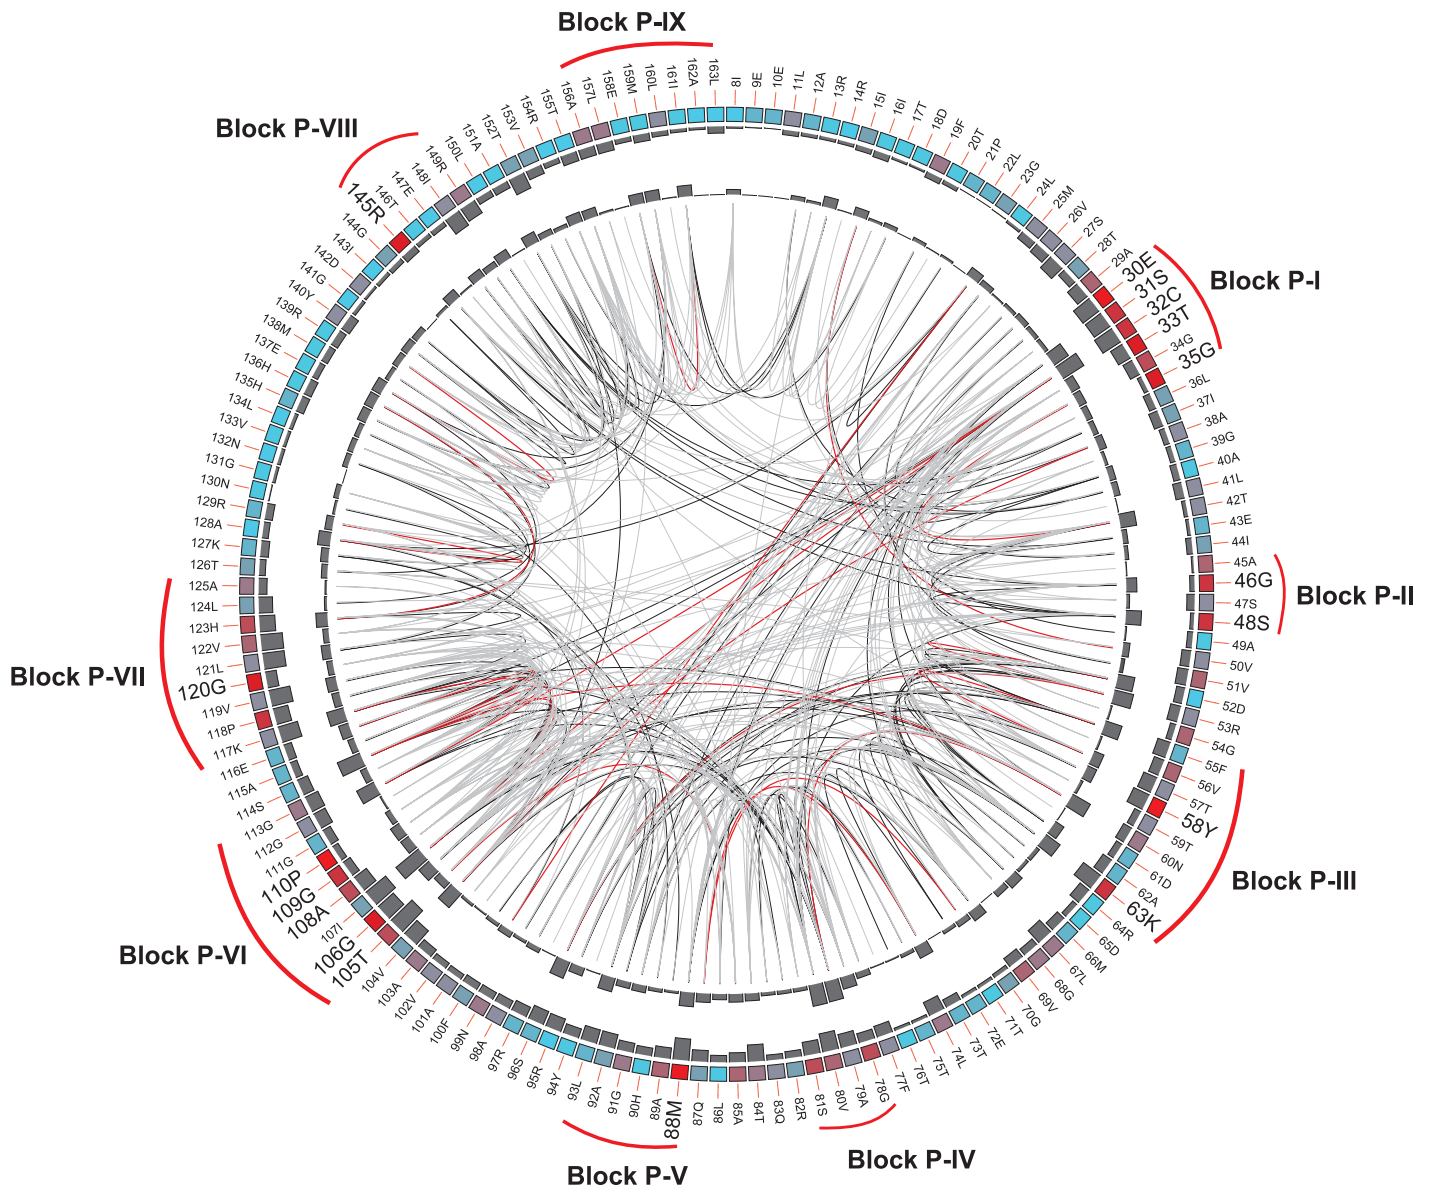 Block P-IX
163L
8I
9E
10E
11L
12A
13R
14R
15I
16I
17T
18D
19F
20T
21P
22L
23G
24L
25M
26V
27S
28T
29A
30E
31S
32C
33T
34G
35G
Block P-I
36L
37I
38A
39G
40A
41L
42T
43E
44I
45A
46G
47S
48S
Block P-II
49A
50V
51V
52D
53R
54G
55F
56V
57T
58Y
59T
60N
61D
62A
63K
Block P-III
64R
65D
66M
67L
68G
69V
70G
71T
72E
73T
74L
75T
76T
77F
78G
79A
80V
81S
Block P-IV
82R
83Q
84T
85A
86L
87Q
88M
89A
90H
91G
92A
Block P-V
93L
94Y
95R
96S
97R
98A
99N
100F
101A
102V
103A
104V
105T
106G
107I
108A
109G
110P
Block P-VI
111G
112G
113G
114S
115A
116E
117K
118P
119V
120G
121L
122V
123H
124L
125A
Block P-VII
126T
127K
128A
129R
130N
131G
132N
133V
134L
135H
136H
137E
138M
139R
140Y
141G
142D
143I
144G
145R
146T
147E
148I
Block P-VIII
149R
150L
151A
152T
153V
154R
155T
156A
157L
158E
159M
160L
161I
162A